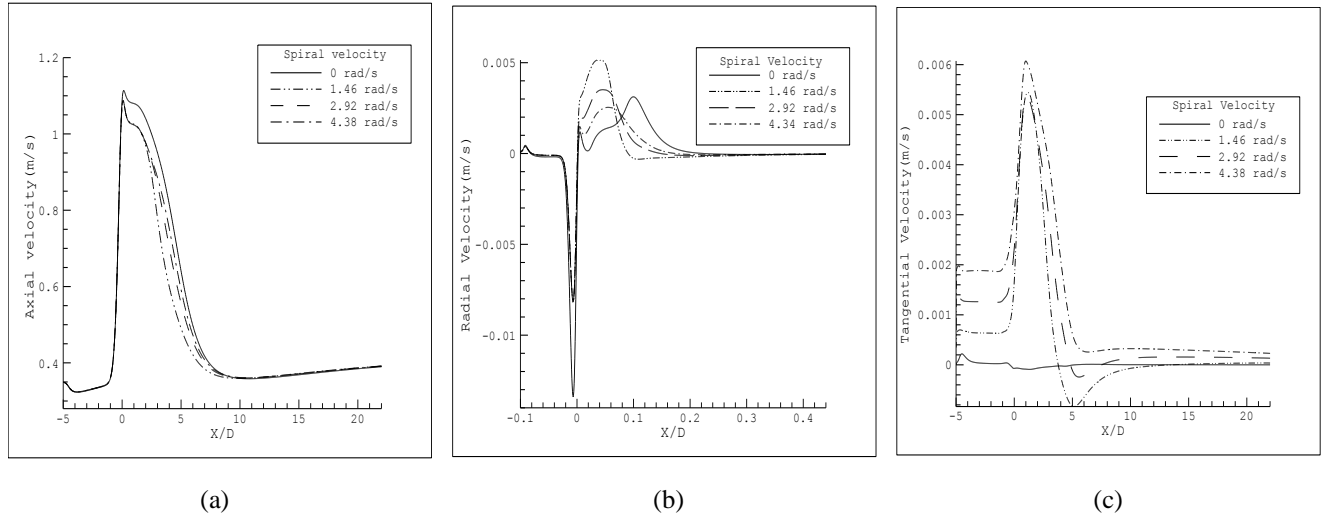 Spiral velocity
0 rad/s
1.46 rad/s
2.92 rad/s
4.38 rad/s
Axial velocity(m/s)
1.2
1
0.8
0.6
0.4
-5 0 5 10 15 20
X/D
(a)
Spiral Velocity
0 rad/s
1.46 rad/s
2.92 rad/s
4.34 rad/s
Radial Velocity(m/s)
0.005
0
-0.005
-0.01
-0.1 0 0.1 0.2 0.3 0.4
X/D
(b)
Spiral Velocity
0 rad/s
1.46 rad/s
2.92 rad/s
4.38 rad/s
Tangential Velocity(m/s)
0.006
0.005
0.004
0.003
0.002
0.001
0
-5 0 5 10 15 20
X/D
(c)